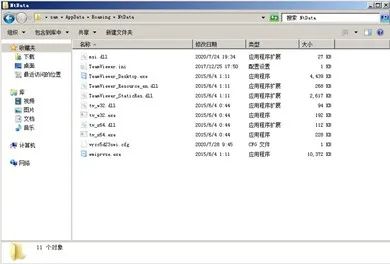 com ▸ AppData ▸ Roaming ▸ NtData
搜索 NtData
组织 包含到库中 共享 新建文件夹
名称 修改日期 类型 大小
收藏夹
下载
桌面
最近访问的位置
库
视频
图片
文档
音乐
计算机
网络
msi.dll 2020/7/24 19:34 应用程序扩展 27 KB
TeamViewer.ini 2017/12/25 17:50 配置设置 1 KB
TeamViewer_Desktop.exe 2015/6/4 1:11 应用程序 4,439 KB
TeamViewer_Resource_en.dll 2015/6/4 1:11 应用程序扩展 268 KB
TeamViewer_StaticRes.dll 2015/6/4 1:11 应用程序扩展 2,617 KB
tv_w32.dll 2015/6/4 0:44 应用程序扩展 94 KB
tv_w32.exe 2015/6/4 0:44 应用程序 192 KB
tv_x64.dll 2015/6/4 0:44 应用程序扩展 112 KB
tv_x64.exe 2015/6/4 0:44 应用程序 228 KB
2020/7/28 9:45 CFG 文件 1 KB
wmiprvse.exe 2015/6/4 1:11 应用程序 10,372 KB
11 个对象